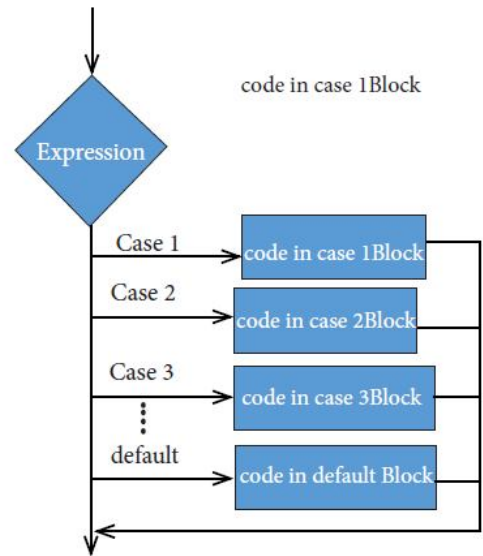 code in case 1Block
Expression
Case 1
code in case 1Block
Case 2
code in case 2Block
Case 3
code in case 3Block
default
code in default Block